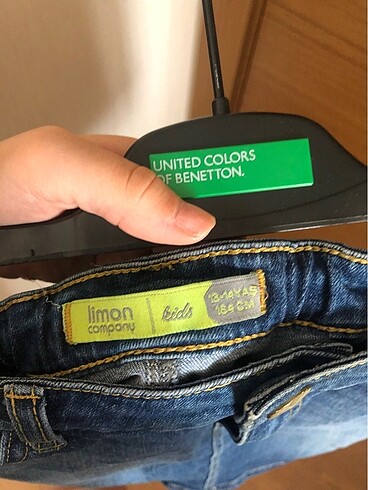 UNITED COLORS
OF BENETTON.
limon
company
kids
13-14 YAŞ
164 CM